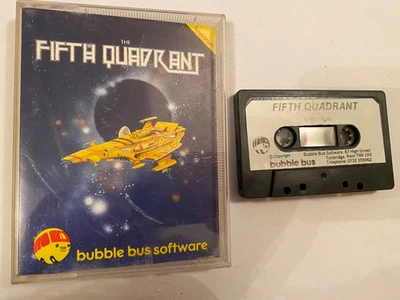 THE
FIFTH QUADRANT
bubble bus software
FIFTH QUADRANT
© Copyright
bubble bus
Bubble Bus Software, 87 High Street
Tonbridge, Kent TN9 1RX
Telephone: 0732 355962